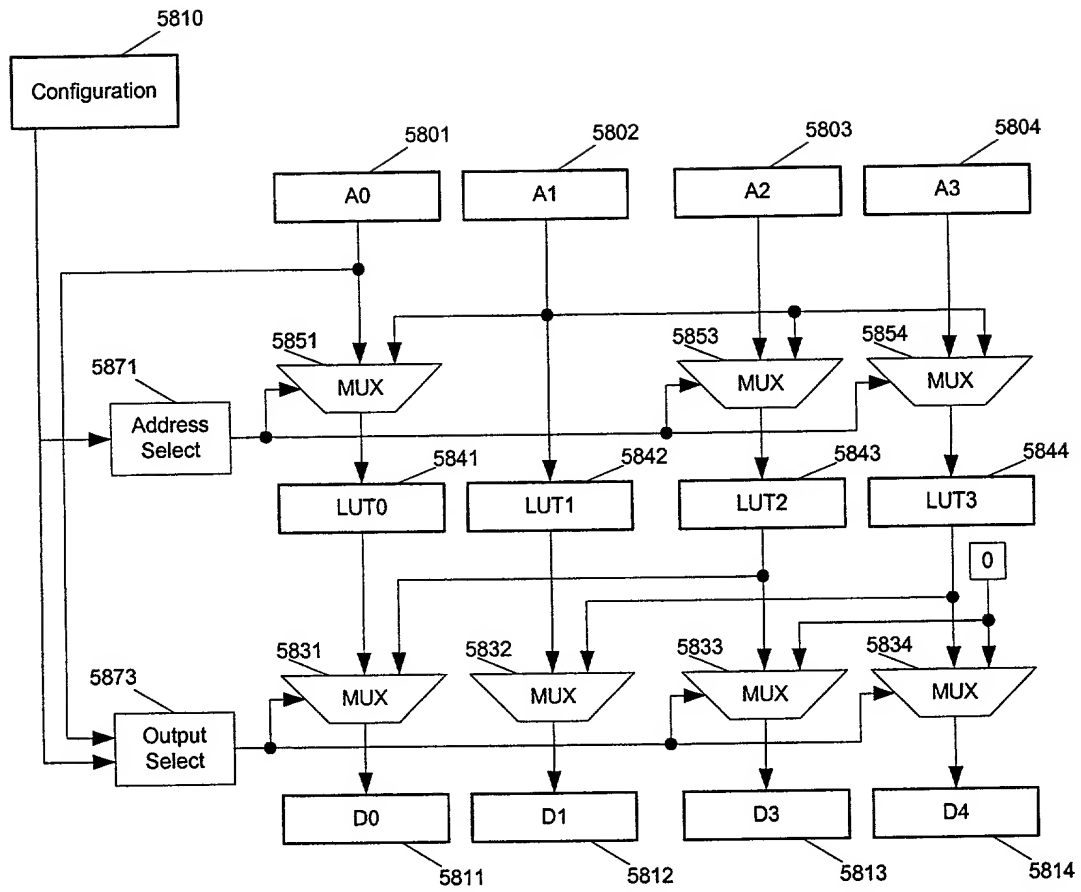 5810
Configuration
5801
5802
5803
5804
A0
A1
A2
A3
5851
5853
5854
5871
MUX
MUX
MUX
Address
Select
5841
5842
5843
5844
LUT0
LUT1
LUT2
LUT3
0
5831
5832
5833
5834
5873
MUX
MUX
MUX
MUX
Output
Select
D0
D1
D3
D4
5811
5812
5813
5814